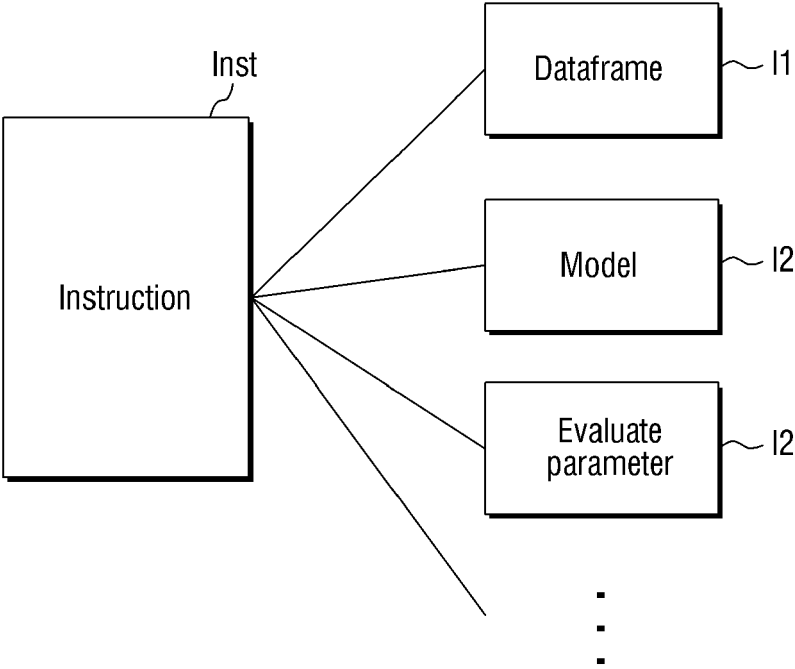 Inst
Instruction
Dataframe
I1
Model
I2
Evaluate
parameter
I2